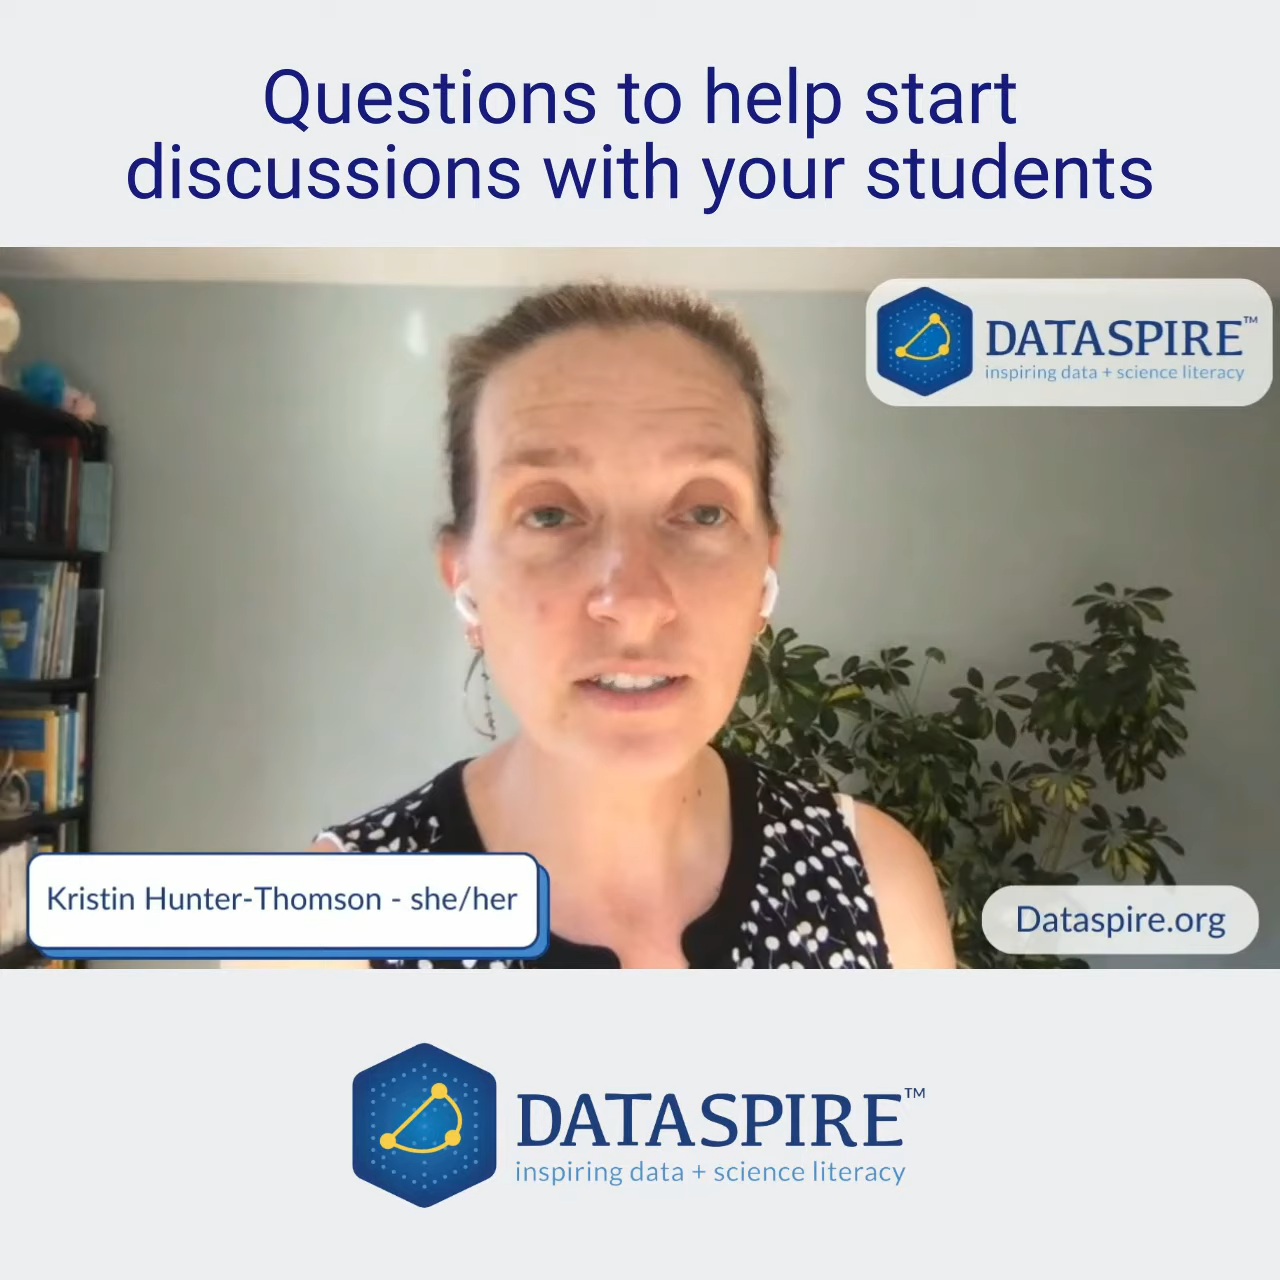 Questions to help start
discussions with your students
DATASPIRE™
inspiring data + science literacy
Kristin Hunter-Thomson - she/her
Dataspire.org
DATASPIRE™
inspiring data + science literacy